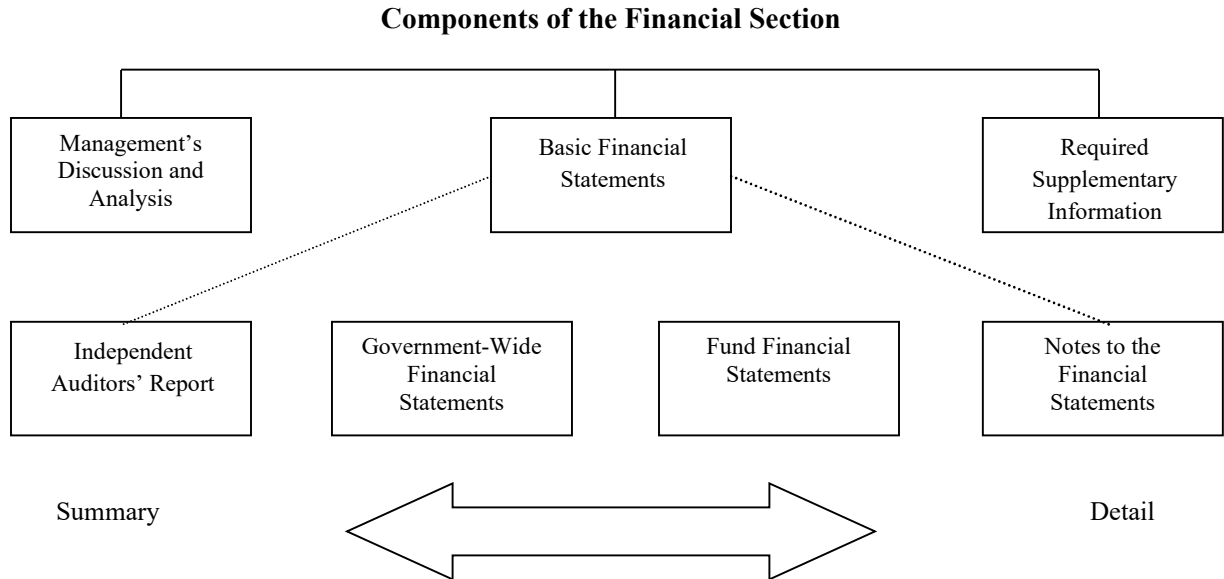 Components of the Financial Section
Management’s
Discussion and
Analysis
Basic Financial
Statements
Required
Supplementary
Information
Independent
Auditors’ Report
Government-Wide
Financial
Statements
Fund Financial
Statements
Notes to the
Financial
Statements
Summary
Detail